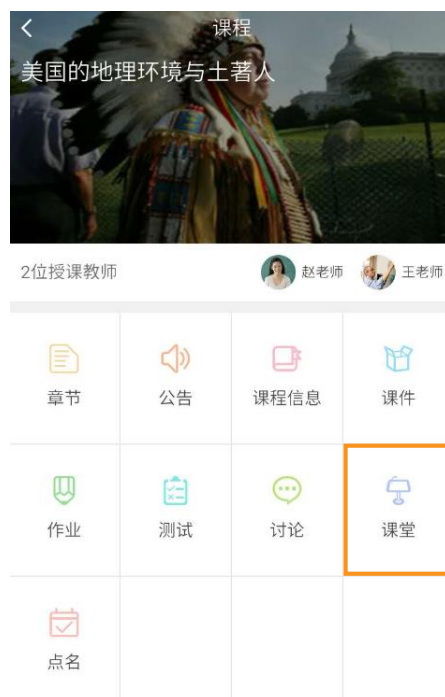 课程
美国的地理环境与土著人
2位授课教师 赵老师 王老师
章节 公告 课程信息 课件
作业 测试 讨论 课堂
点名